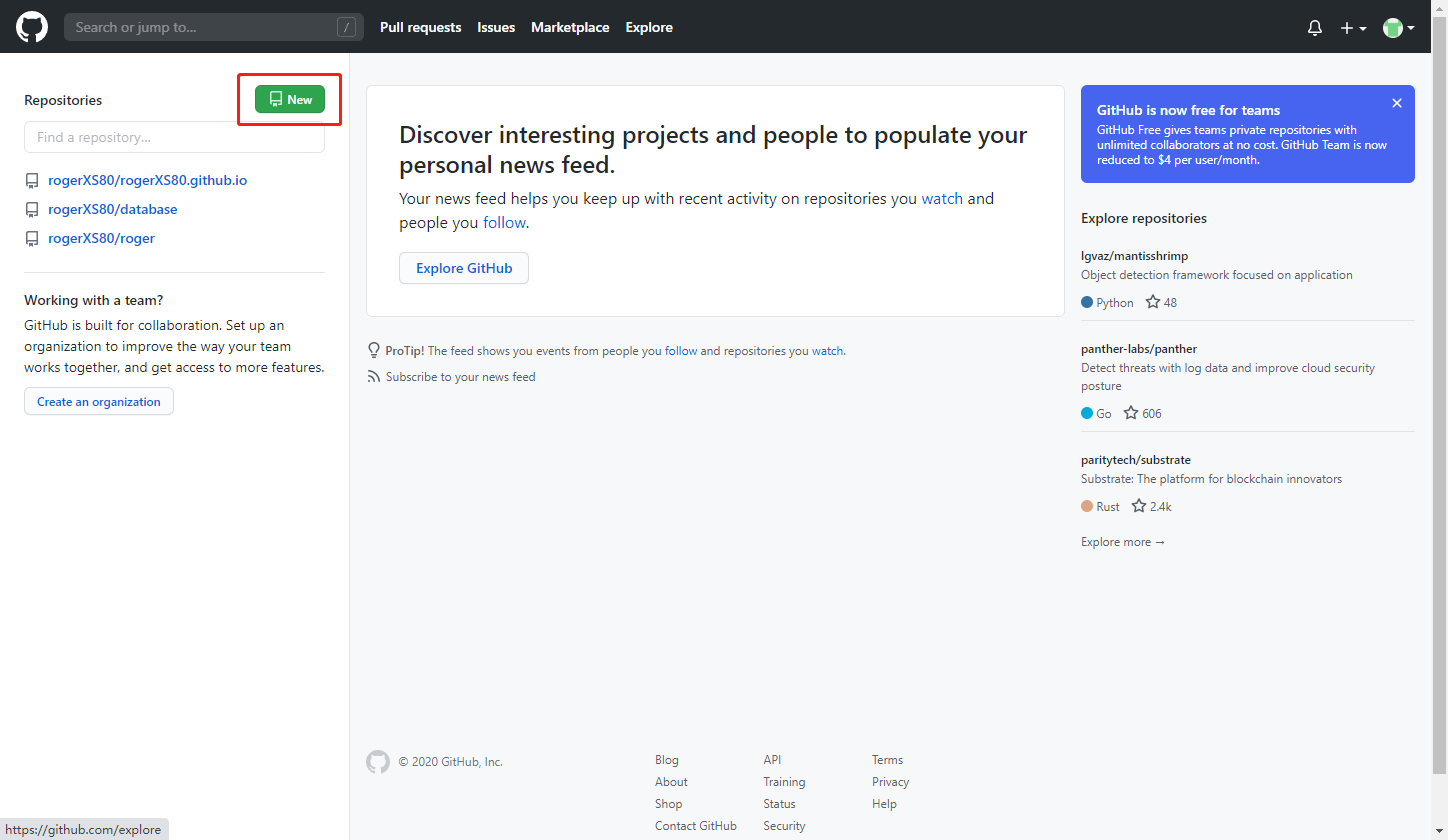 Search or jump to...
/
Pull requests
Issues
Marketplace
Explore
Repositories
New
Find a repository...
rogerXS80/rogerXS80.github.io
rogerXS80/database
rogerXS80/roger
Working with a team?
GitHub is built for collaboration. Set up an
organization to improve the way your team
works together, and get access to more features.
Create an organization
Discover interesting projects and people to populate your
personal news feed.
Your news feed helps you keep up with recent activity on repositories you watch and
people you follow.
Explore GitHub
ProTip! The feed shows you events from people you follow and repositories you watch.
Subscribe to your news feed
GitHub is now free for teams
GitHub Free gives teams private repositories with
unlimited collaborators at no cost. GitHub Team is now
reduced to $4 per user/month.
Explore repositories
lgvaz/mantisshrimp
Object detection framework focused on application
Python 48
panther-labs/panther
Detect threats with log data and improve cloud security
posture
Go 606
paritytech/substrate
Substrate: The platform for blockchain innovators
Rust 2.4k
Explore more →
© 2020 GitHub, Inc.
Blog
About
Shop
Contact GitHub
API
Training
Status
Security
Terms
Privacy
Help
https://github.com/explore